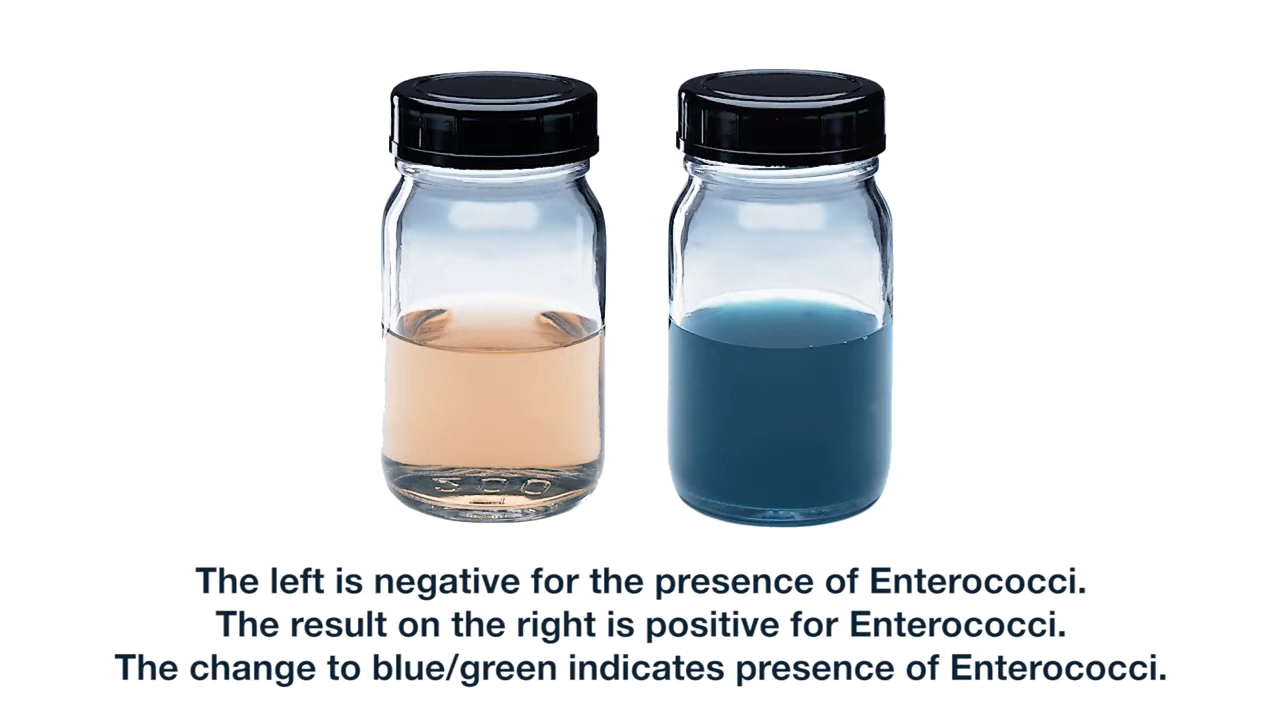 The left is negative for the presence of Enterococci.
The result on the right is positive for Enterococci.
The change to blue/green indicates presence of Enterococci.